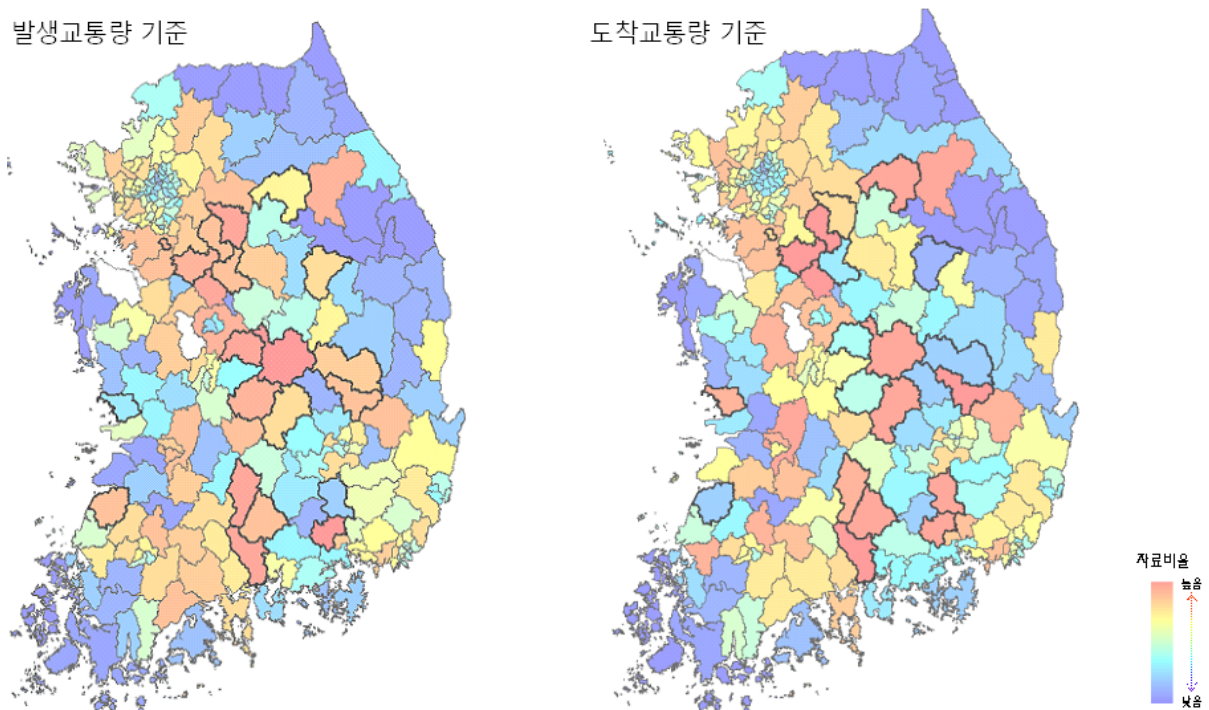 발생교통량 기준
도착교통량 기준
자료비율
높음
낮음